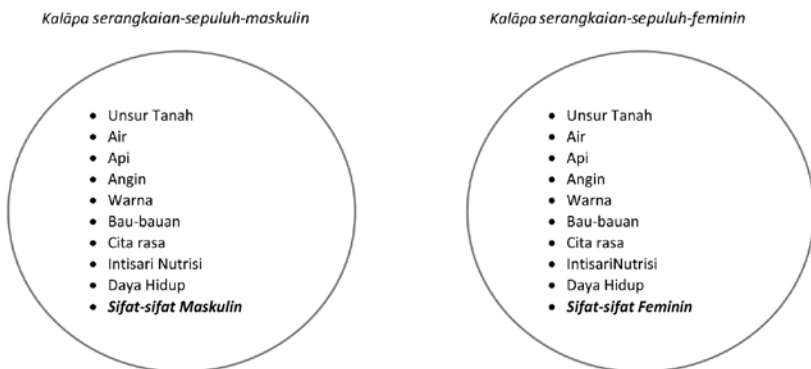 Kalāpa serangkaian-sepuluh-maskulin
• Unsur Tanah
• Air
• Api
• Angin
• Warna
• Bau-bauan
• Cita rasa
• Intisari Nutrisi
• Daya Hidup
• Sifat-sifat Maskulin
Kalāpa serangkaian-sepuluh-feminin
• Unsur Tanah
• Air
• Api
• Angin
• Warna
• Bau-bauan
• Cita rasa
• IntisariNutrisi
• Daya Hidup
• Sifat-sifat Feminin